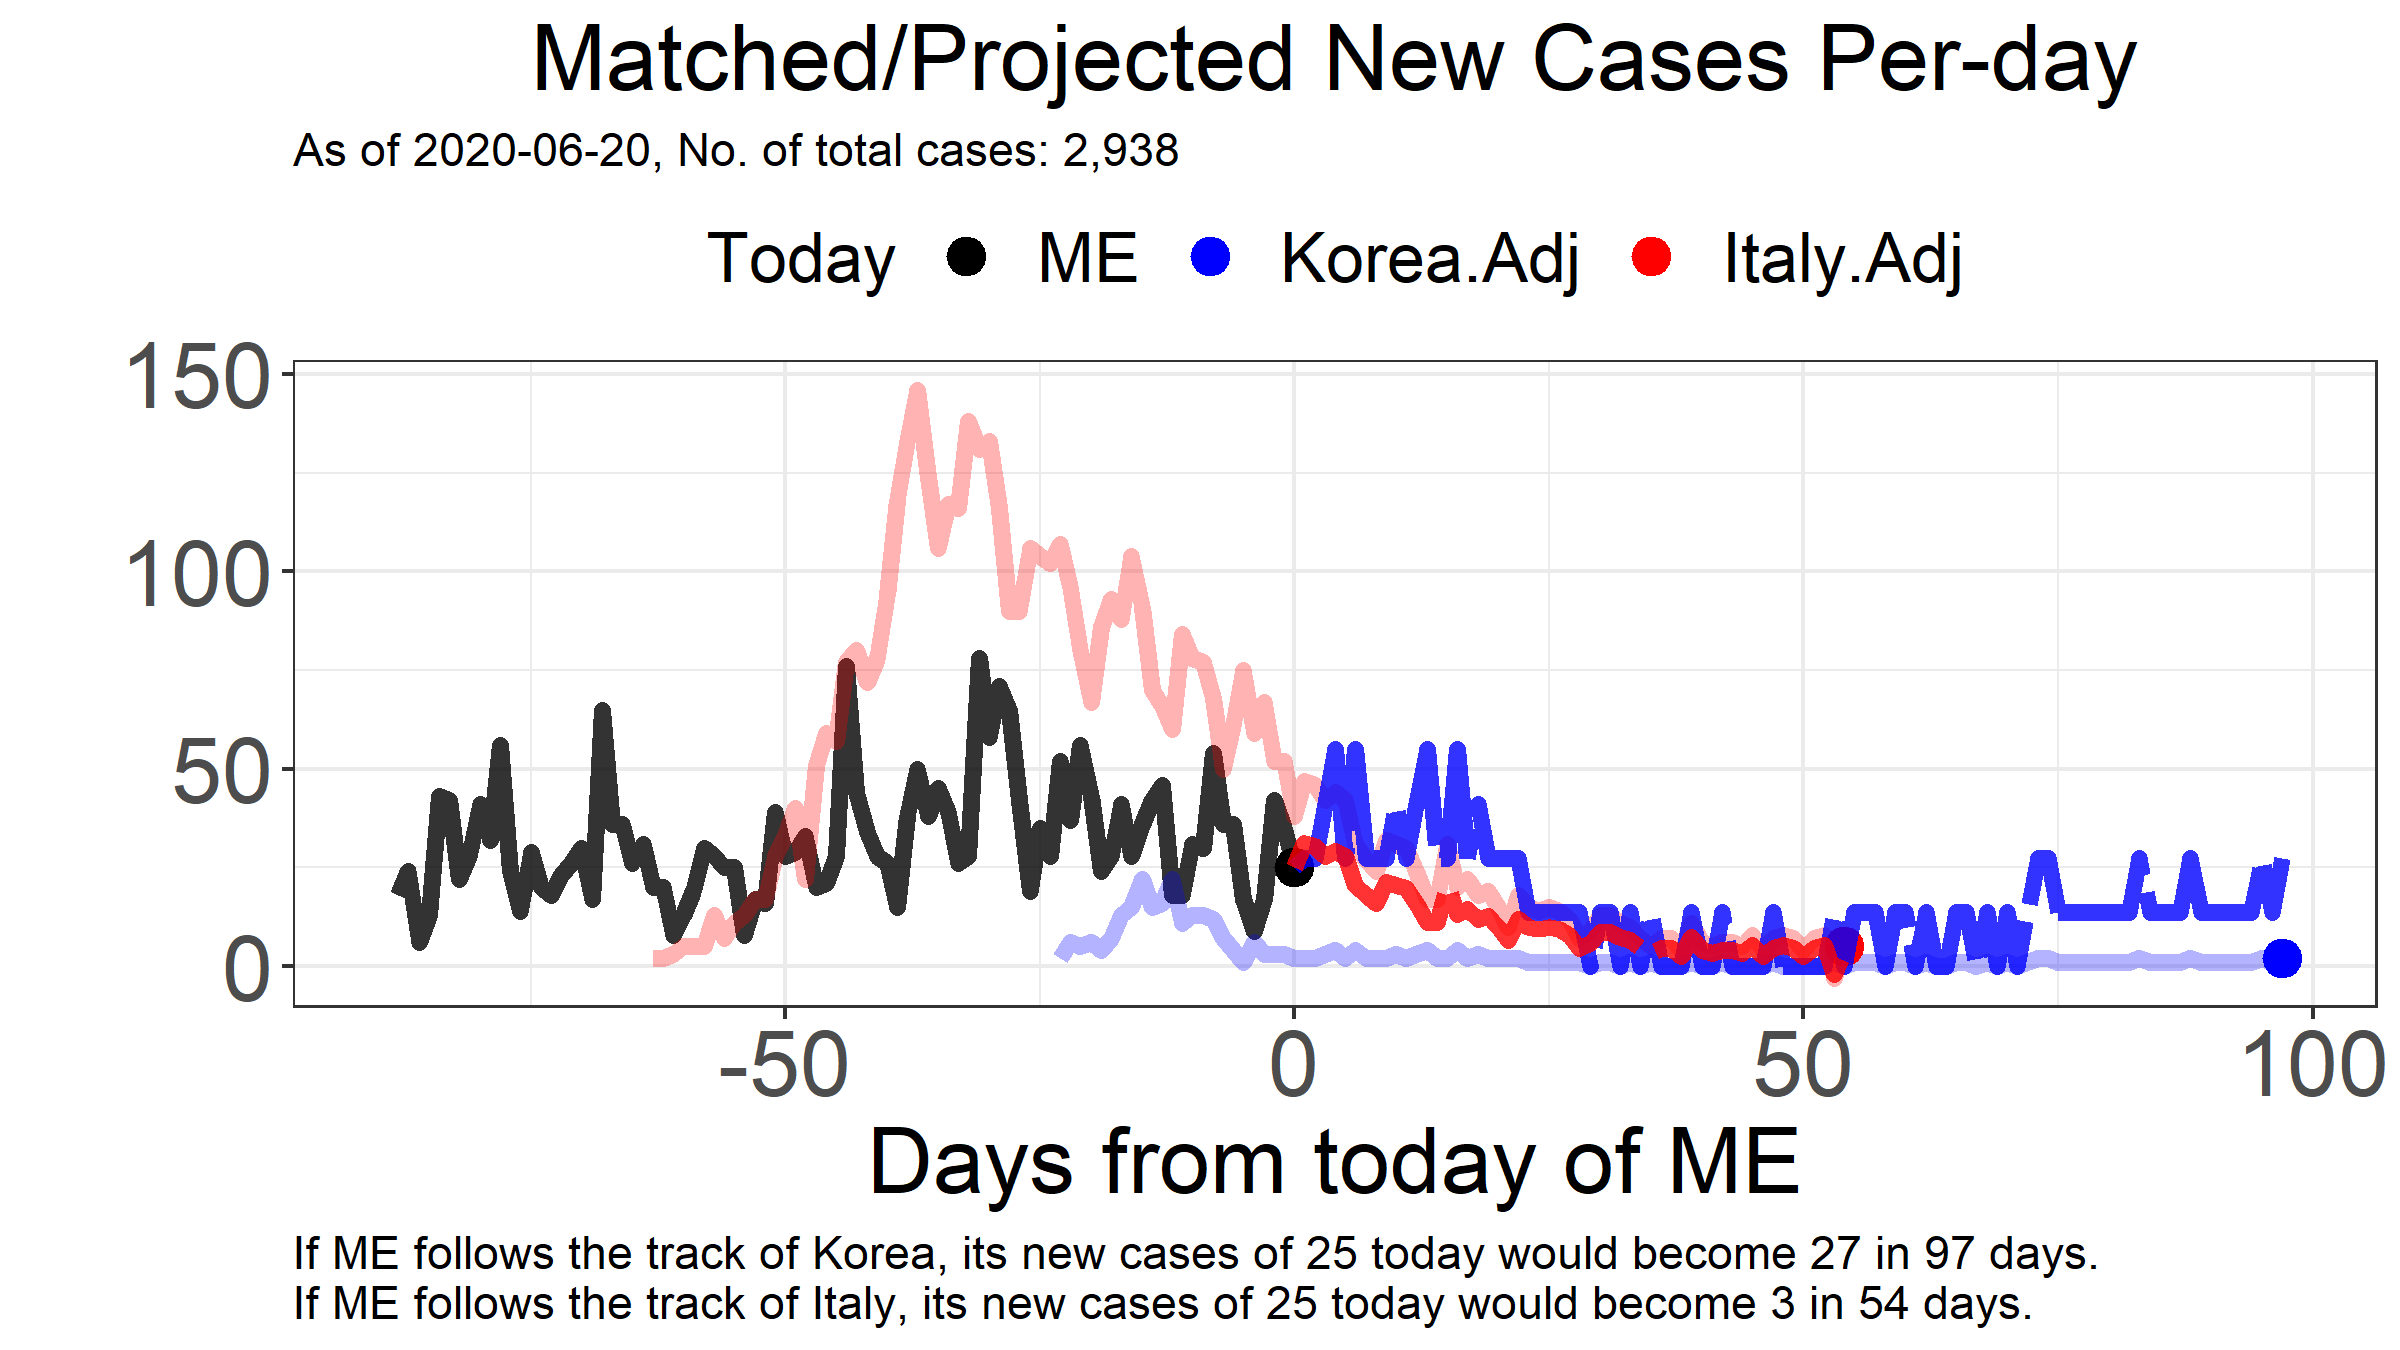 Matched/Projected New Cases Per-day
As of 2020-06-20, No. of total cases: 2,938
Today ME Korea.Adj Italy.Adj
150
100
50
0
-50 0 50 100
Days from today of ME
If ME follows the track of Korea, its new cases of 25 today would become 27 in 97 days.
If ME follows the track of Italy, its new cases of 25 today would become 3 in 54 days.